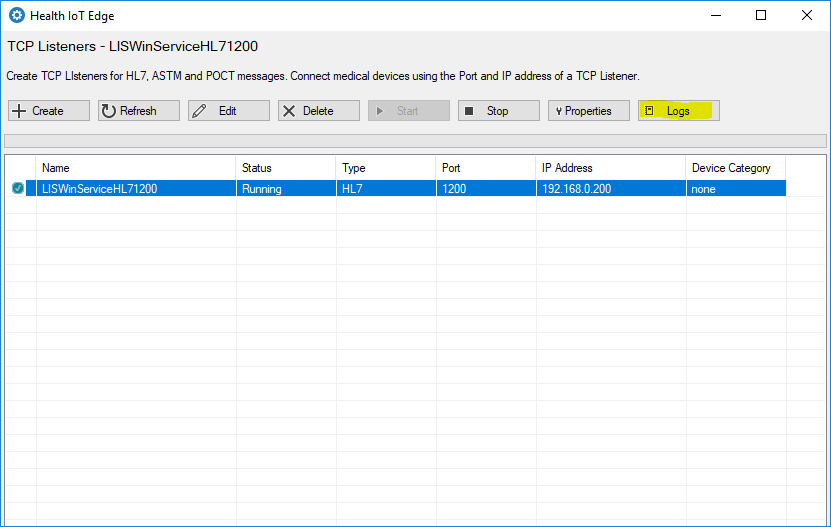 Health IoT Edge
TCP Listeners - LISWinServiceHL71200
Create TCP LIsteners for HL7, ASTM and POCT messages. Connect medical devices using the Port and IP address of a TCP Listener.
Create Refresh Edit Delete Start Stop Properties Logs
Name Status Type Port IP Address Device Category
LISWinServiceHL71200 Running HL7 1200 192.168.0.200 none